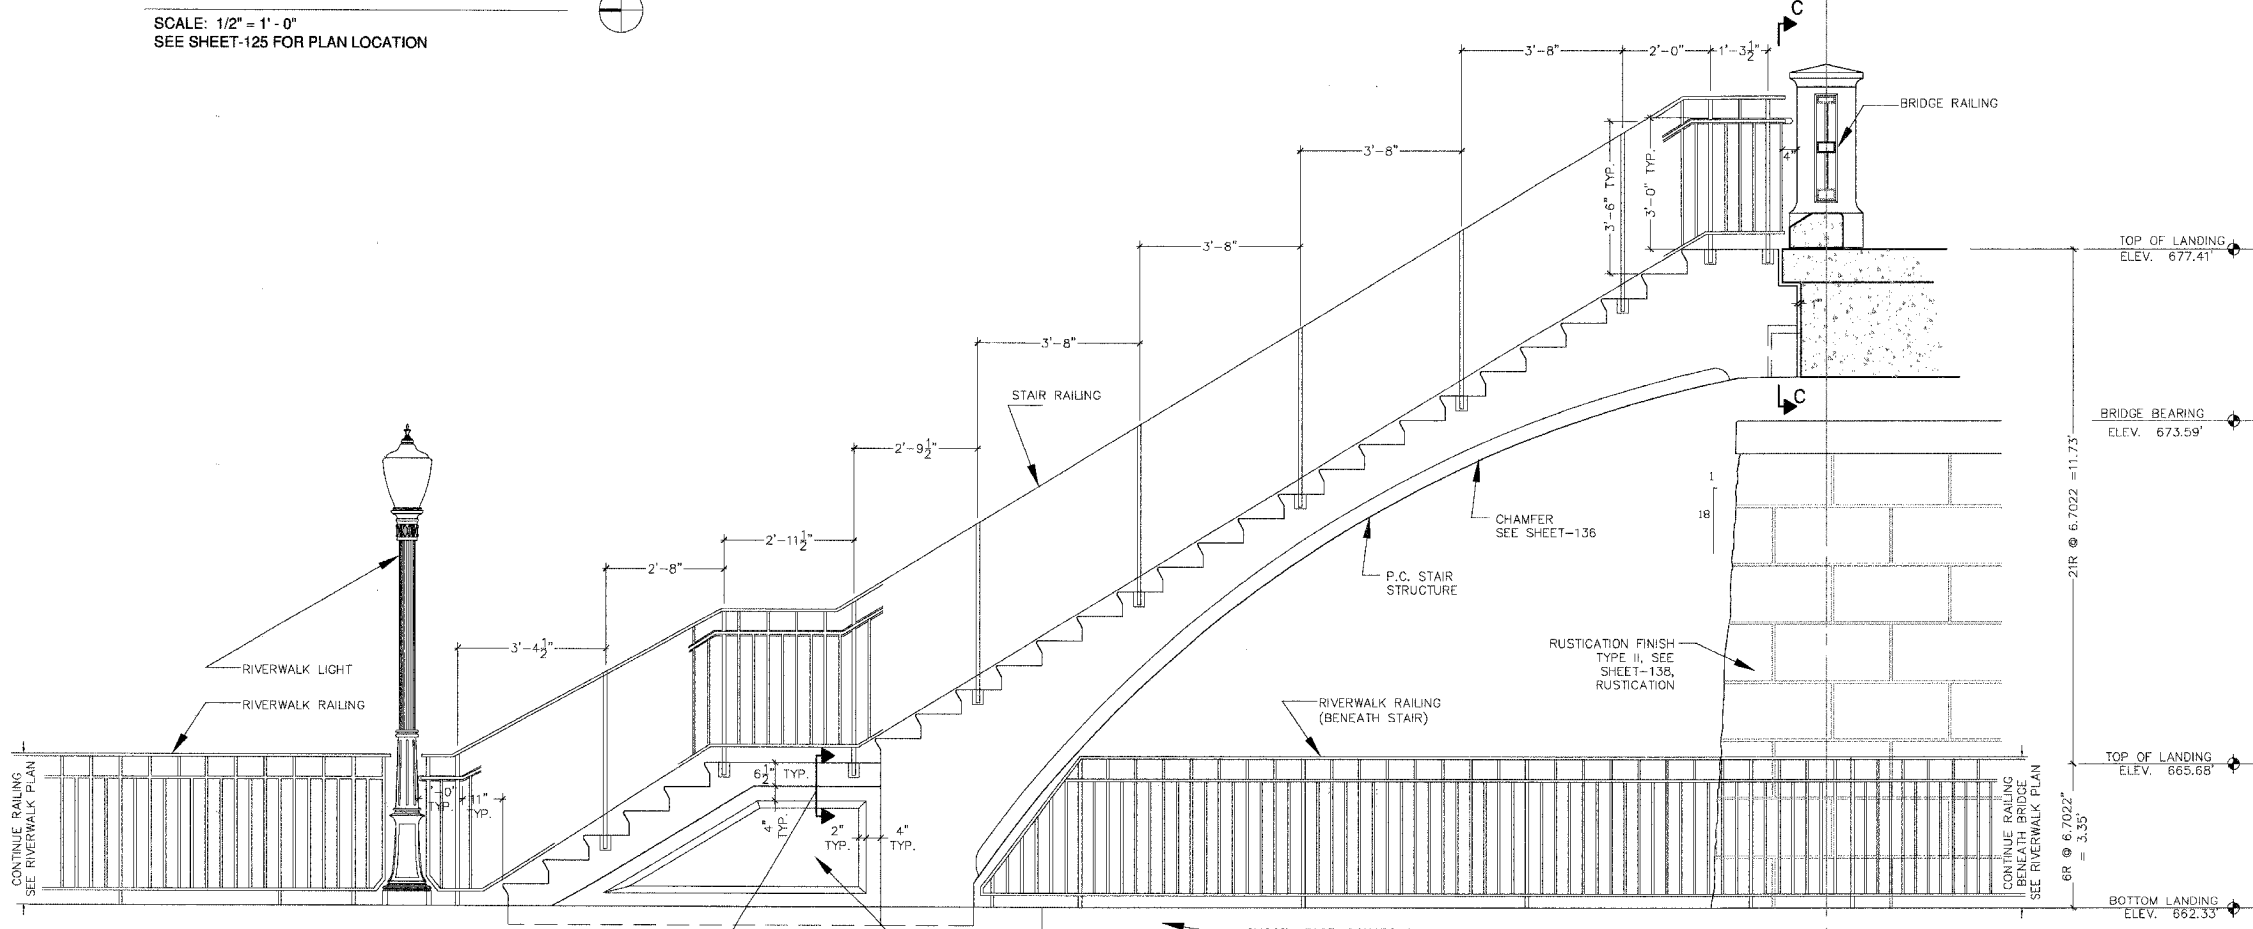 SCALE: 1/2" = 1' - 0"
SEE SHEET-125 FOR PLAN LOCATION
C
3'-8"
2'-0"
1'-3½"
BRIDGE RAILING
3'-8"
4"
3'-6" TYP.
3'-0" TYP.
3'-8"
TOP OF LANDING
ELEV. 677.41'
1"
3'-8"
STAIR RAILING
C
BRIDGE BEARING
ELEV. 673.59'
2'-9½"
21R @ 6.7022 =11.73'
1
18
CHAMFER
SEE SHEET-136
2'-11½"
2'-8"
P.C. STAIR
STRUCTURE
3'-4½"
RIVERWALK LIGHT
RUSTICATION FINISH
TYPE II, SEE
SHEET-138,
RUSTICATION
RIVERWALK RAILING
RIVERWALK RAILING
(BENEATH STAIR)
TOP OF LANDING
ELEV. 665.68'
CONTINUE RAILING
SEE RIVERWALK PLAN
6½"
TYP.
'-0"
TYP.
11"
YP.
4"
TYP.
2"
TYP.
4"
TYP.
CONTINUE RAILING
BENEATH BRIDGE
SEE RIVERWALK PLAN
6R @ 6.7022"
= 3.35'
BOTTOM LANDING
ELEV. 662.33'